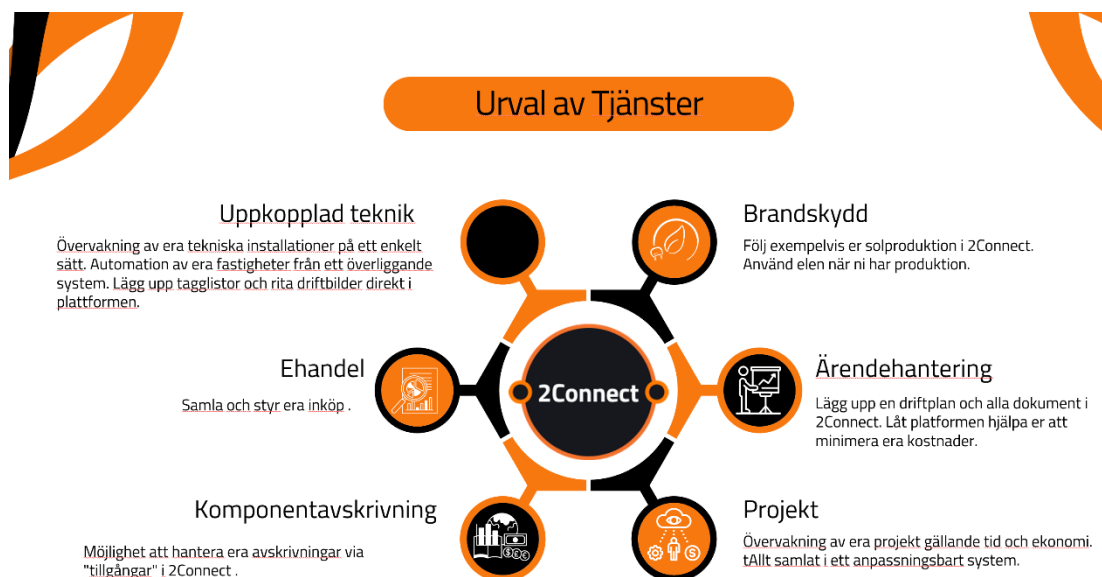 Urval av Tjänster
Uppkopplad teknik
Övervakning av era tekniska installationer på ett enkelt
sätt. Automation av era fastigheter från ett överliggande
system. Lägg upp tagglistor och rita driftbilder direkt i
plattformen.
Brandskydd
Följ exempelvis er solproduktion i 2Connect.
Använd elen när ni har produktion.
Ehandel
Samla och styr era inköp .
2Connect
Ärendehantering
Lägg upp en driftplan och alla dokument i
2Connect. Låt platformen hjälpa er att
minimera era kostnader.
Komponentavskrivning
Möjlighet att hantera era avskrivningar via
"tillgångar" i 2Connect .
Projekt
Övervakning av era projekt gällande tid och ekonomi.
tAllt samlat i ett anpassningsbart system.